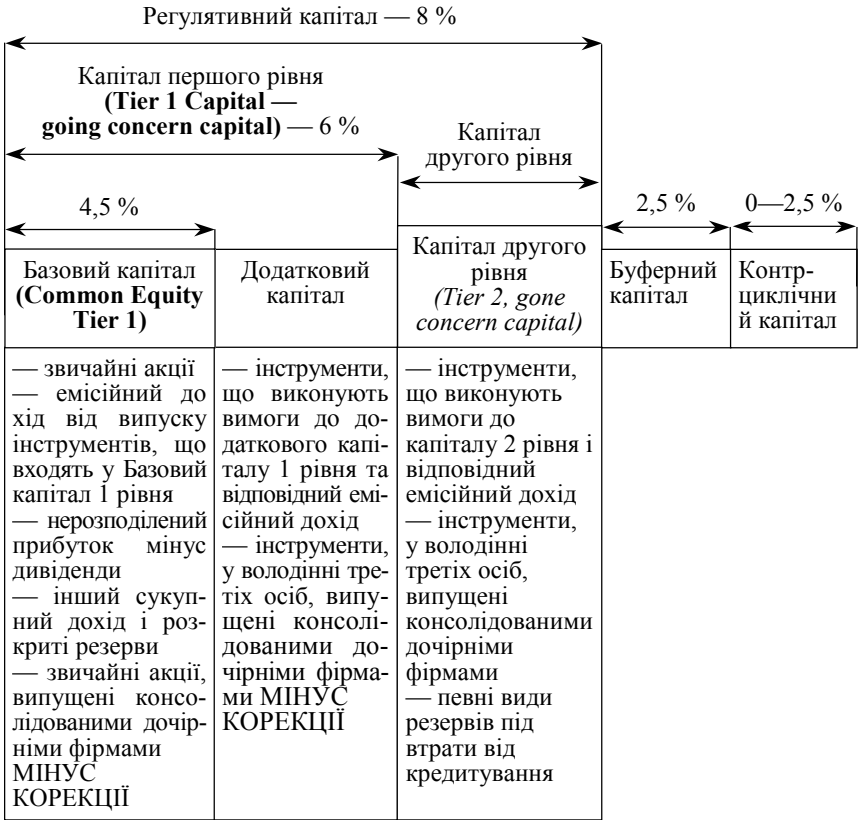 Регулятивний капітал — 8 %
Капітал першого рівня
(Tier 1 Capital —
going concern capital) — 6 %
Капітал
другого рівня
4,5 %
2,5 %
0—2,5 %
Базовий капітал
(Common Equity
Tier 1)
Додатковий
капітал
Капітал другого
рівня
(Tier 2, gone
concern capital)
Буферний
капітал
Контр-
циклічни
й капітал
— звичайні акції
— емісійний до
хід від випуску
інструментів, що
входять у Базовий
капітал 1 рівня
— нерозподілений
прибуток мінус
дивіденди
— інший сукуп-
ний дохід і роз-
криті резерви
— звичайні акції,
випущені консо-
лідованими дочір-
німи фірмами
МІНУС
КОРЕКЦІЇ
— інструменти,
що виконують
вимоги до до-
даткового капі-
талу 1 рівня та
відповідний емі-
сійний дохід
— інструменти,
у володінні тре-
тіх осіб, випу-
щені консолі-
дованими до-
чірніми фірма-
ми МІНУС
КОРЕКЦІЇ
— інструменти,
що виконують
вимоги до
капіталу 2 рівня і
відповідний
емісійний дохід
— інструменти,
у володінні
третіх осіб,
випущені
консолідованими
дочірніми
фірмами
— певні види
резервів під
втрати від
кредитування